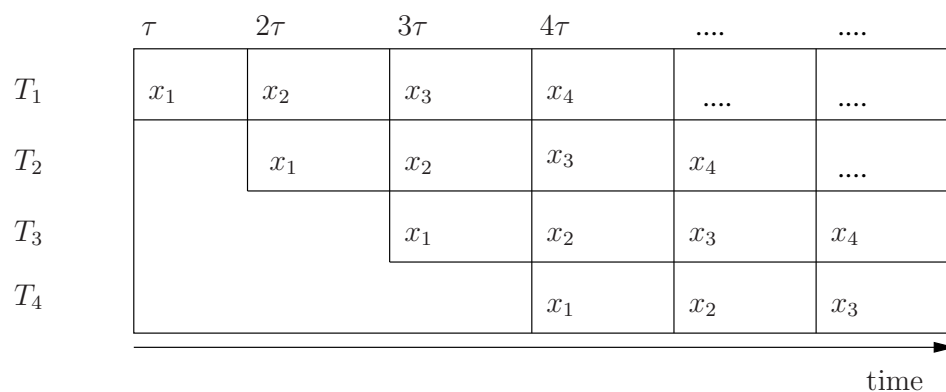 τ 2τ 3τ 4τ .... ....
T₁ x₁ x₂ x₃ x₄ .... ....
T₂ x₁ x₂ x₃ x₄ ....
T₃ x₁ x₂ x₃ x₄
T₄ x₁ x₂ x₃
time